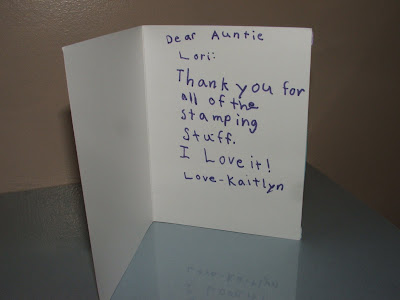 Dear Auntie
Lori:
Thank you for
all of the
Stamping
Stuff.
I Love it!
Love-Kaitlyn